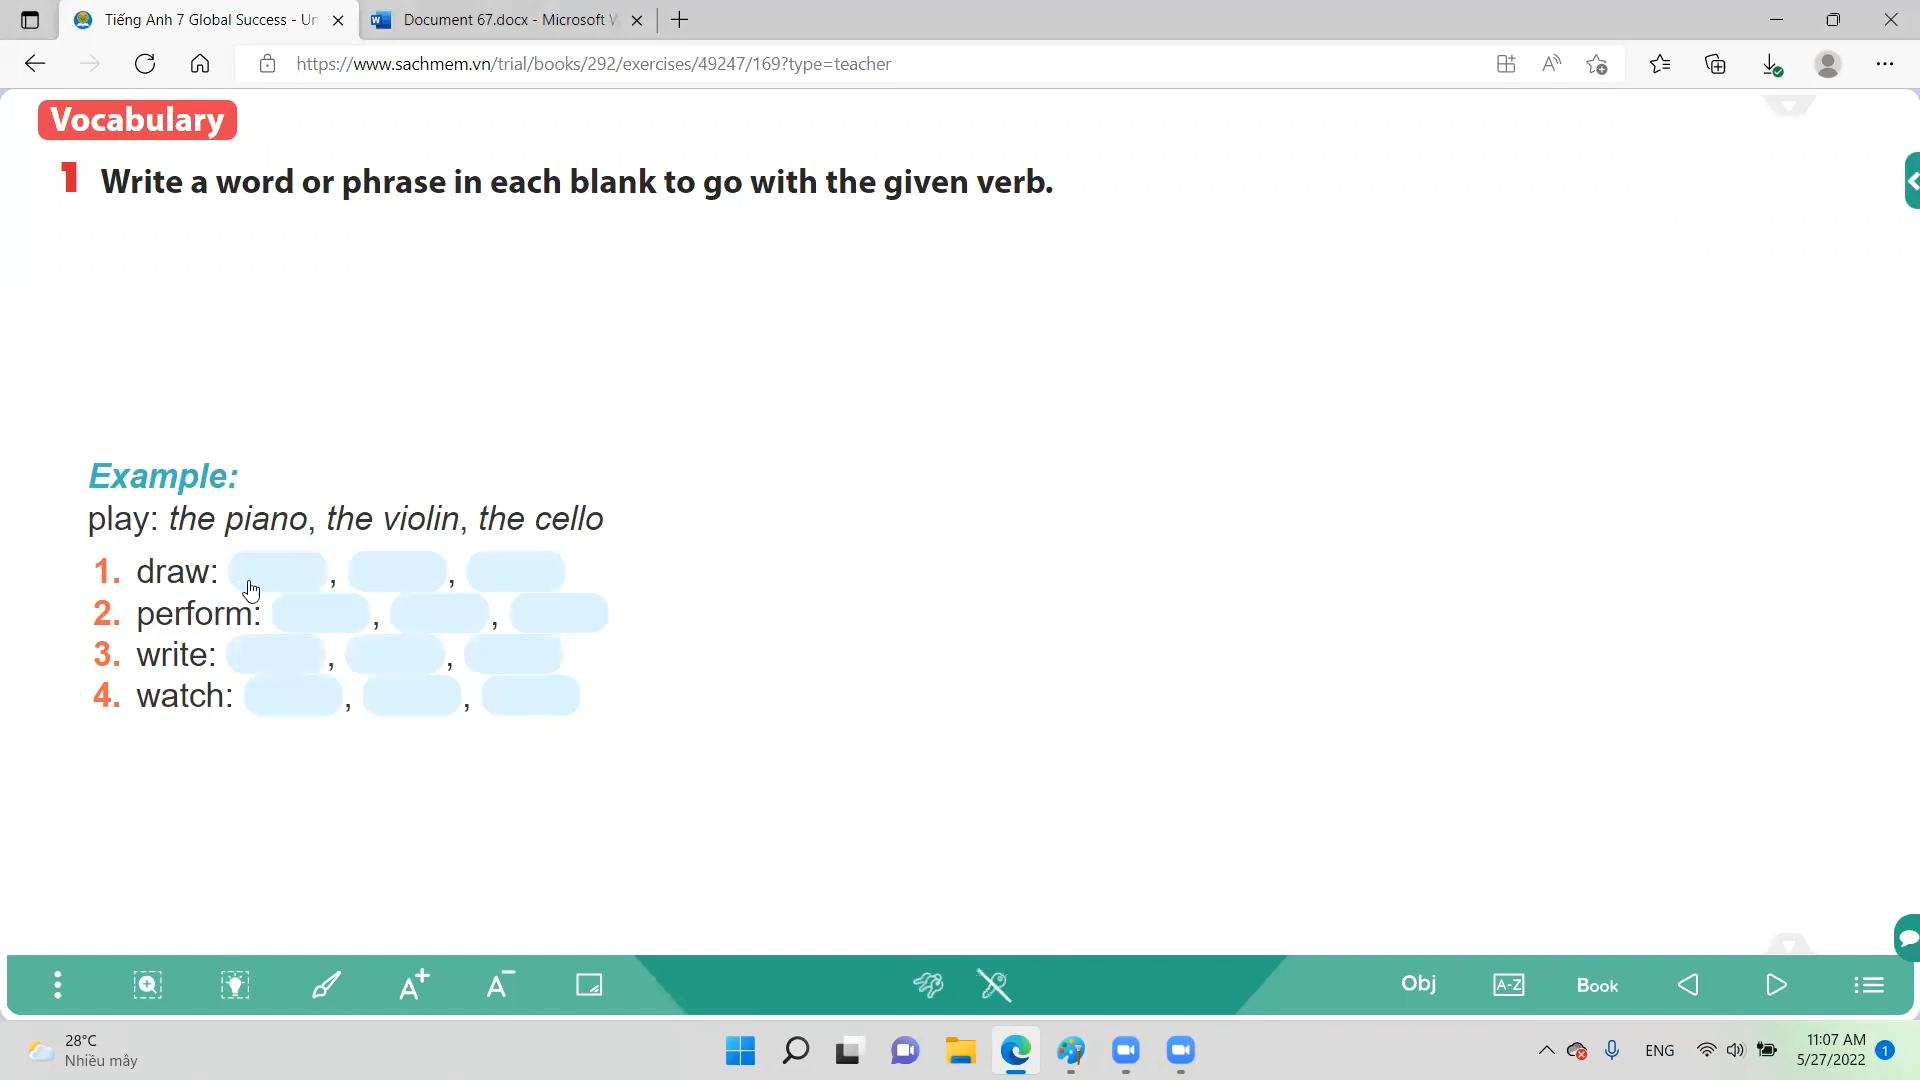 Tiếng Anh 7 Global Success - Un
Document 67.docx - Microsoft W
https://www.sachmem.vn/trial/books/292/exercises/49247/169?type=teacher
Vocabulary
1 Write a word or phrase in each blank to go with the given verb.
Example:
play: the piano, the violin, the cello
1. draw: , ,
2. perform: , ,
3. write: , ,
4. watch: , ,
A+ A- Obj A-Z Book
28°C
Nhiều mây
ENG
11:07 AM
5/27/2022
1